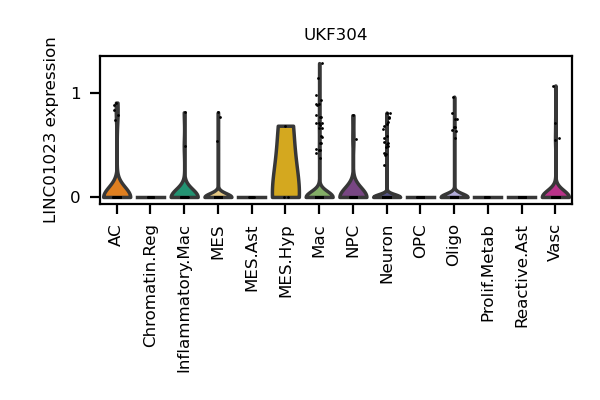 UKF304
LINC01023 expression
1
0
AC
Chromatin.Reg
Inflammatory.Mac
MES
MES.Ast
MES.Hyp
Mac
NPC
Neuron
OPC
Oligo
Prolif.Metab
Reactive.Ast
Vasc